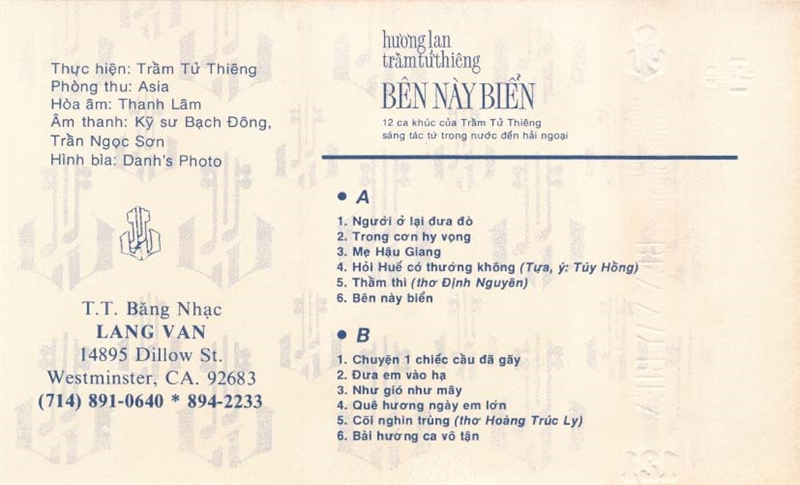 Thực hiện: Trầm Tử Thiêng
Phòng thu: Asia
Hòa âm: Thanh Lâm
Âm thanh: Kỹ sư Bạch Đông,
Trần Ngọc Sơn
Hình bìa: Danh's Photo
T.T. Băng Nhạc
LANG VAN
14895 Dillow St.
Westminster, CA. 92683
(714) 891-0640 * 894-2233
hương lan
trầm tử thiêng
BÊN NÀY BIỂN
12 ca khúc của Trầm Tử Thiêng
sáng tác từ trong nước đến hải ngoại
• A
1. Người ở lại đưa đò
2. Trong cơn hy vọng
3. Mẹ Hậu Giang
4. Hỏi Huế có thương không (Tựa, ý: Túy Hồng)
5. Thầm thì (thơ Định Nguyên)
6. Bên này biển
• B
1. Chuyện 1 chiếc cầu đã gãy
2. Đưa em vào hạ
3. Như gió như mây
4. Quê hương ngày em lớn
5. Cõi nghìn trùng (thơ Hoàng Trúc Ly)
6. Bài hương ca vô tận